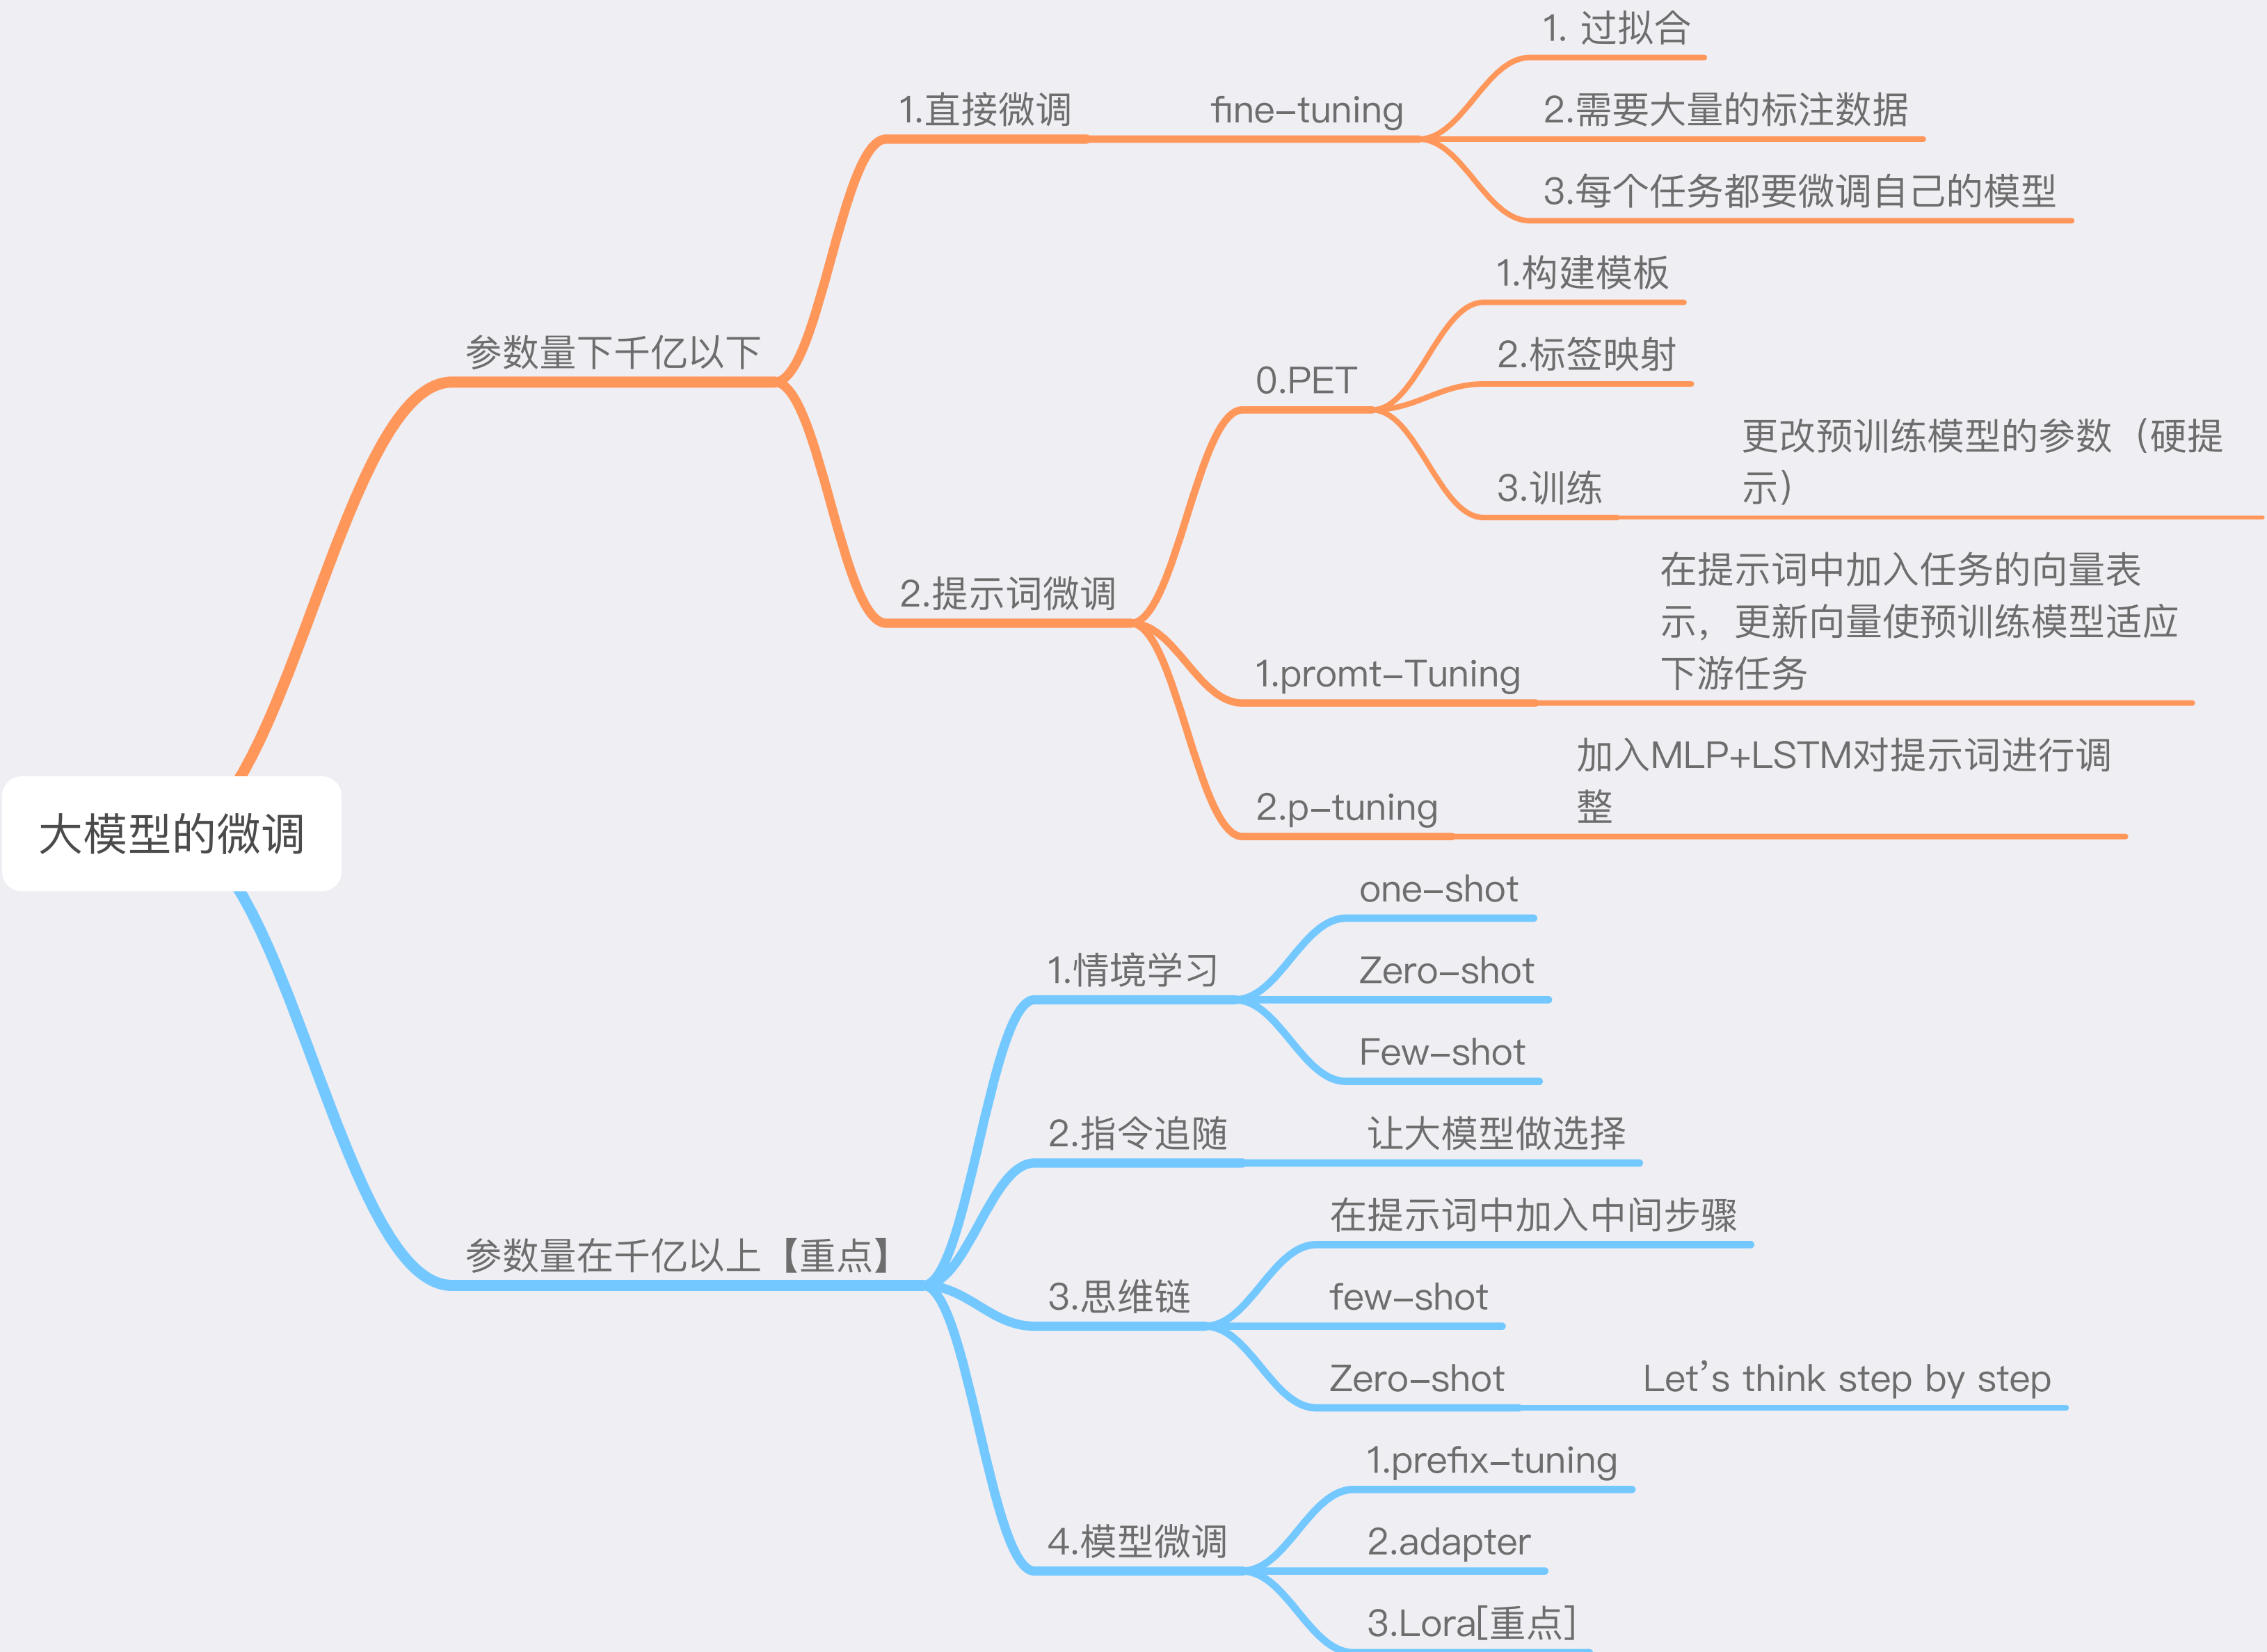 大模型的微调
参数量下千亿以下
1.直接微调
fine-tuning
1. 过拟合
2.需要大量的标注数据
3.每个任务都要微调自己的模型
2.提示词微调
0.PET
1.构建模板
2.标签映射
3.训练
更改预训练模型的参数（硬提
示）
1.promt-Tuning
在提示词中加入任务的向量表
示，更新向量使预训练模型适应
下游任务
2.p-tuning
加入MLP+LSTM对提示词进行调
整
参数量在千亿以上【重点】
1.情境学习
one-shot
Zero-shot
Few-shot
2.指令追随
让大模型做选择
3.思维链
在提示词中加入中间步骤
few-shot
Zero-shot
Let’s think step by step
4.模型微调
1.prefix-tuning
2.adapter
3.Lora[重点]